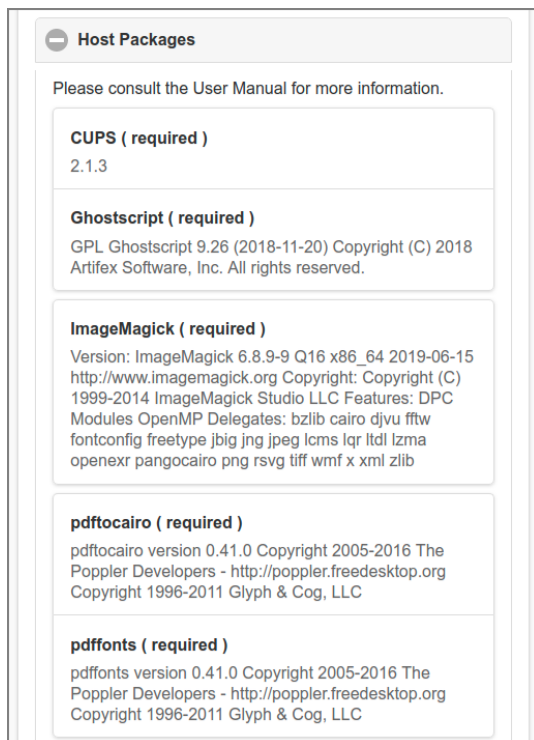 Host Packages
Please consult the User Manual for more information.
CUPS ( required )
2.1.3
Ghostscript ( required )
GPL Ghostscript 9.26 (2018-11-20) Copyright (C) 2018
Artifex Software, Inc. All rights reserved.
ImageMagick ( required )
Version: ImageMagick 6.8.9-9 Q16 x86_64 2019-06-15
http://www.imagemagick.org Copyright: Copyright (C)
1999-2014 ImageMagick Studio LLC Features: DPC
Modules OpenMP Delegates: bzlib cairo djvu fftw
fontconfig freetype jbig jng jpeg lcms lqr ltdl lzma
openexr pangocairo png rsvg tiff wmf x xml zlib
pdftocairo ( required )
pdftocairo version 0.41.0 Copyright 2005-2016 The
Poppler Developers - http://poppler.freedesktop.org
Copyright 1996-2011 Glyph & Cog, LLC
pdffonts ( required )
pdffonts version 0.41.0 Copyright 2005-2016 The
Poppler Developers - http://poppler.freedesktop.org
Copyright 1996-2011 Glyph & Cog, LLC